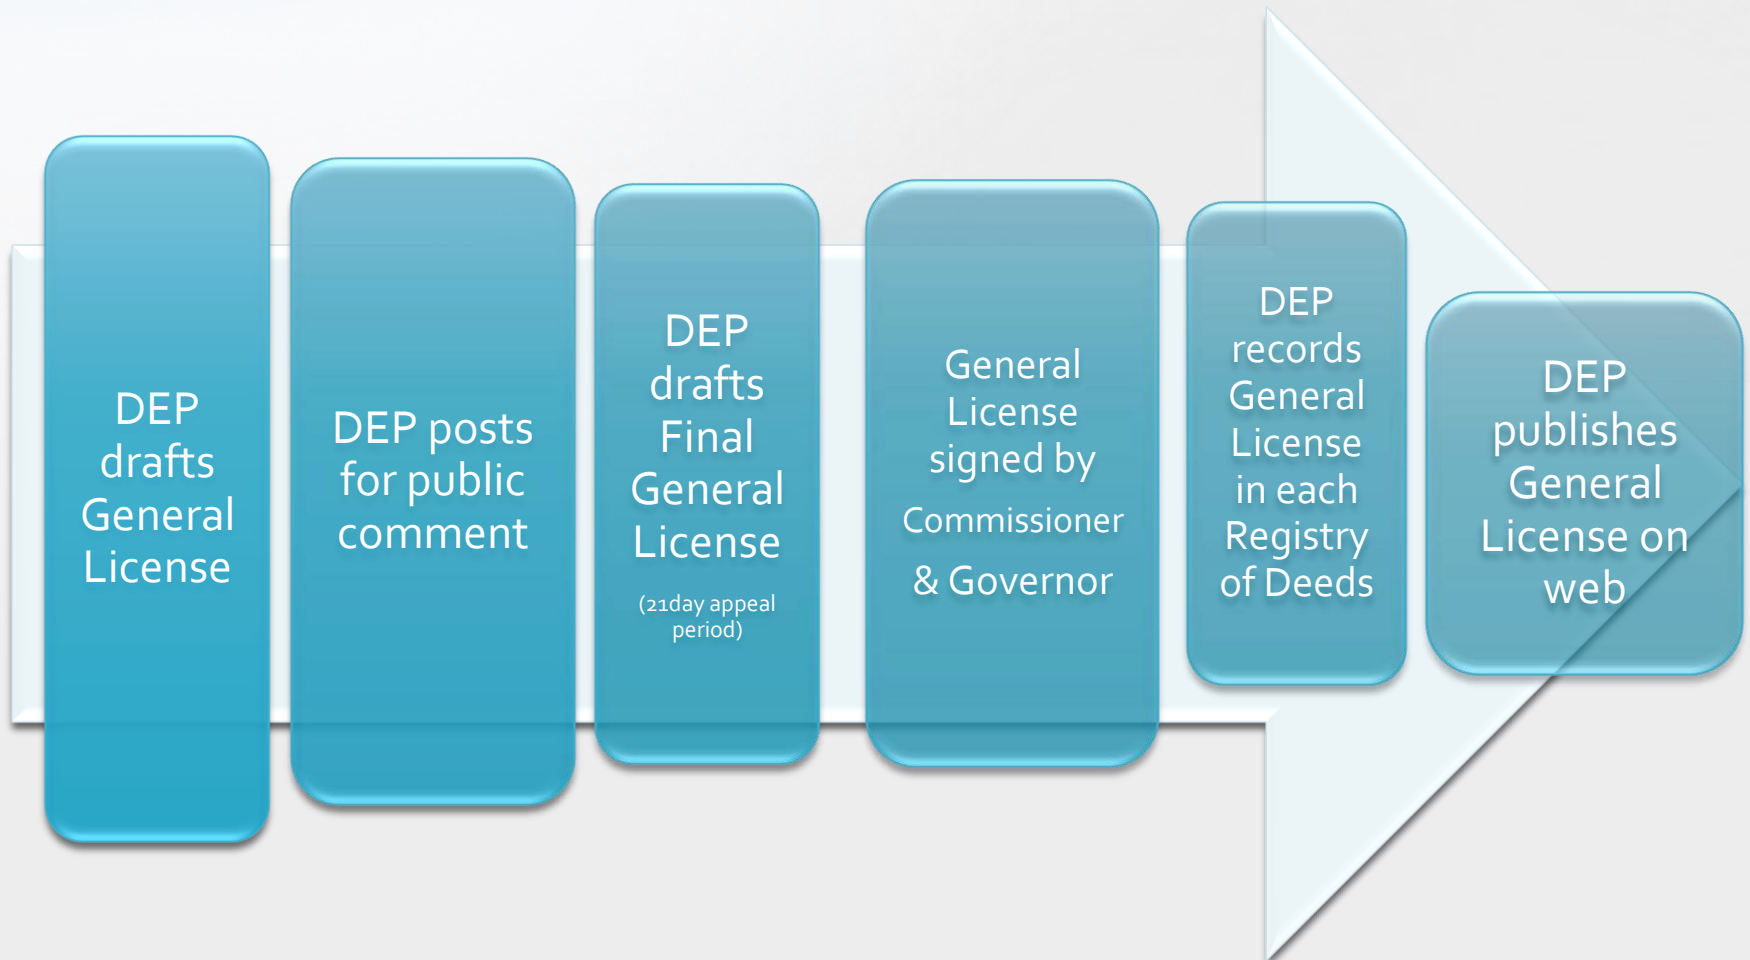 DEP
drafts
General
License
DEP posts
for public
comment
DEP
drafts
Final
General
License
(21day appeal
period)
General
License
signed by
Commissioner
& Governor
DEP
records
General
License
in each
Registry
of Deeds
DEP
publishes
General
License on
web